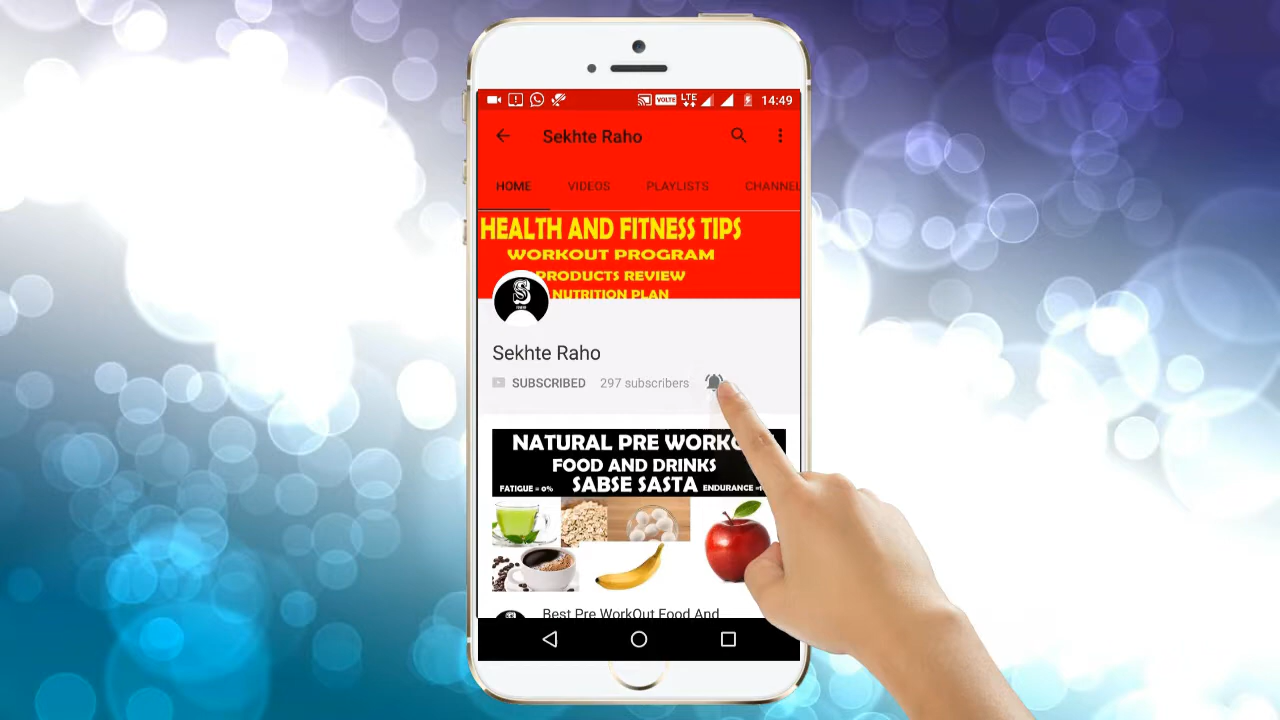 VOLTE LTE 14:49
Sekhte Raho
HOME VIDEOS PLAYLISTS CHANNEL
HEALTH AND FITNESS TIPS
WORKOUT PROGRAM
PRODUCTS REVIEW
NUTRITION PLAN
S
Sekhte Raho
SUBSCRIBED 297 subscribers
NATURAL PRE WORKO
FOOD AND DRINKS
FATIGUE = 0% SABSE SASTA ENDURANCE =
Best Pre WorkOut Food And